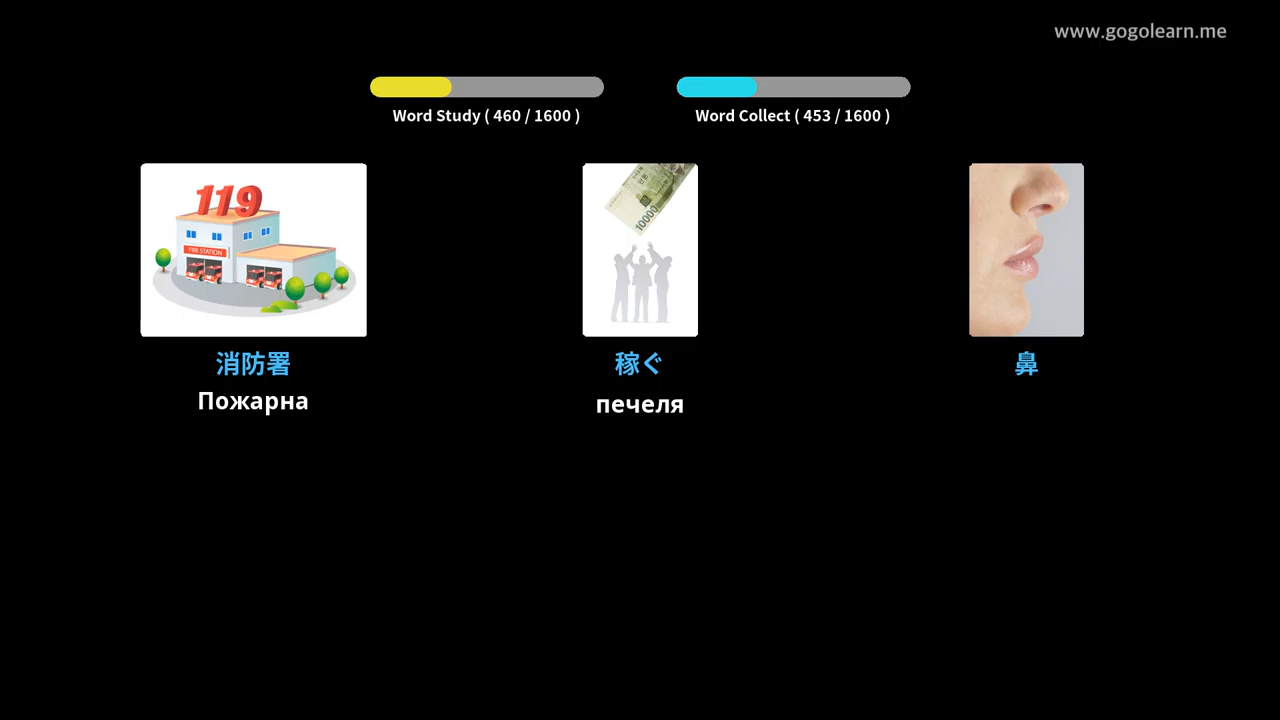 www.gogolearn.me
Word Study ( 460 / 1600 )
Word Collect ( 453 / 1600 )
119
FIRE STATION
10000
消防署
稼ぐ
鼻
Пожарна
печеля